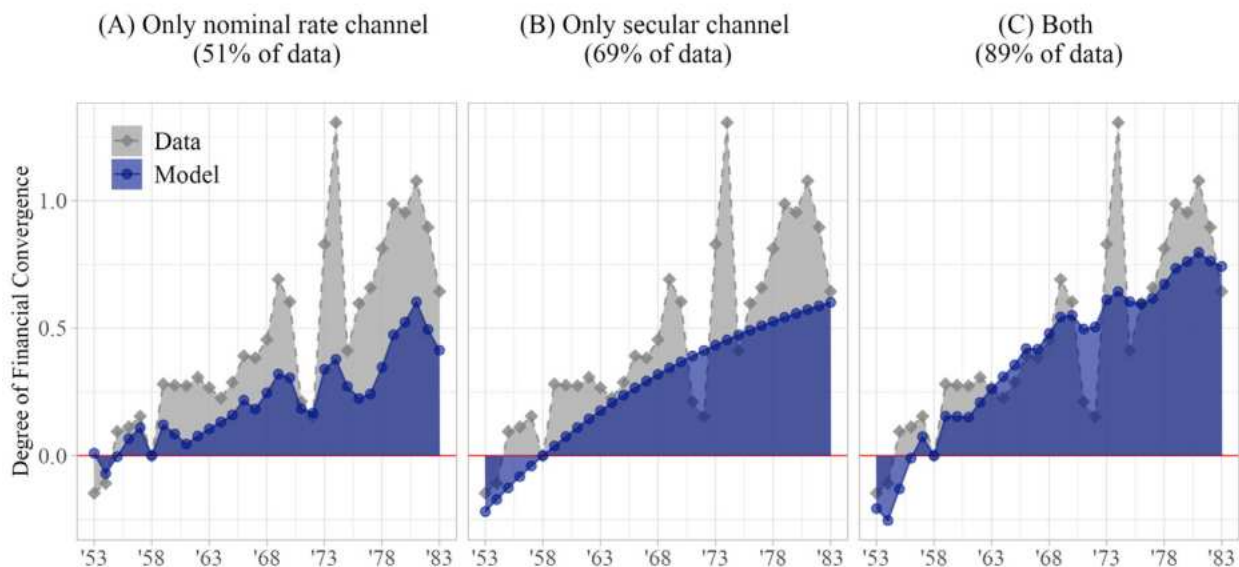 (A) Only nominal rate channel
(51% of data)
(B) Only secular channel
(69% of data)
(C) Both
(89% of data)
Degree of Financial Convergence
Data
Model
1.0
0.5
0.0
'53 '58 '63 '68 '73 '78 '83
'53 '58 '63 '68 '73 '78 '83
'53 '58 '63 '68 '73 '78 '83